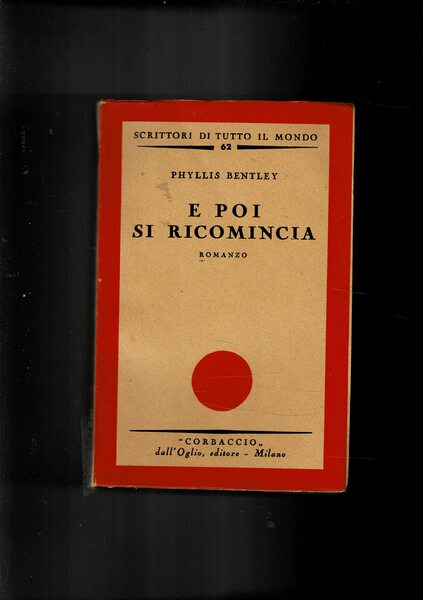 SCRITTORI DI TUTTO IL MONDO
62
PHYLLIS BENTLEY
E POI
SI RICOMINCIA
ROMANZO
"CORBACCIO„
dall'Oglio, editore - Milano